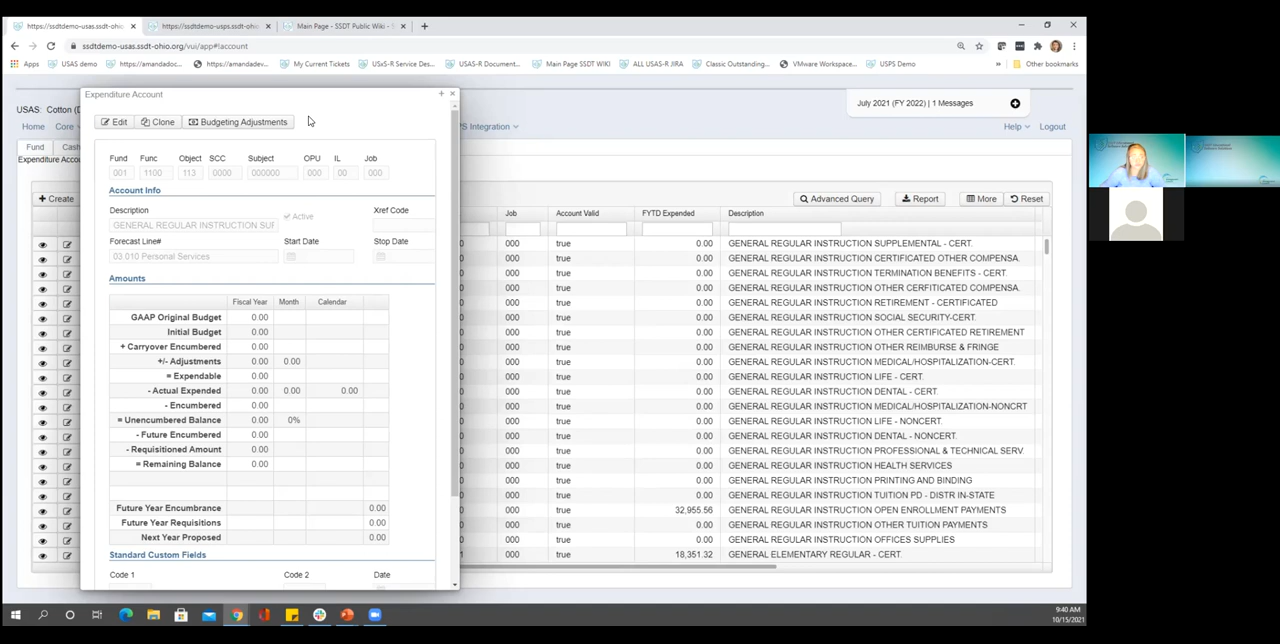 https://ssdtdemo-usas.ssdt-ohio.org
https://ssdtdemo-usps.ssdt-ohio.org
Main Page - SSDT Public Wiki -
ssdtdemo-usas.ssdt-ohio.org/vui/app#!account
Apps USAS demo https://amandadoc... https://amandadev... My Current Tickets USxS-R Service Des... USAS-R Document... Main Page SSDT WIKI ALL USAS-R JIRA Classic Outstanding... VMware Workspace... USPS Demo Other bookmarks
USAS: Cotton
July 2021 (FY 2022) | 1 Messages
Home Core PS Integration Help Logout
Fund Cash
Expenditure Accou
Create
Advanced Query Report More Reset
Job Account Valid FYTD Expended Description
000 true 0.00 GENERAL REGULAR INSTRUCTION SUPPLEMENTAL - CERT.
000 true 0.00 GENERAL REGULAR INSTRUCTION CERTIFICATED OTHER COMPENSA.
000 true 0.00 GENERAL REGULAR INSTRUCTION TERMINATION BENEFITS - CERT.
000 true 0.00 GENERAL REGULAR INSTRUCTION OTHER CERFITICATED COMPENSA.
000 true 0.00 GENERAL REGULAR INSTRUCTION RETIREMENT - CERTIFICATED
000 true 0.00 GENERAL REGULAR INSTRUCTION SOCIAL SECURITY-CERT.
000 true 0.00 GENERAL REGULAR INSTRUCTION OTHER CERTIFICATED RETIREMENT
000 true 0.00 GENERAL REGULAR INSTRUCTION OTHER REIMBURSE & FRINGE
000 true 0.00 GENERAL REGULAR INSTRUCTION MEDICAL/HOSPITALIZATION-CERT.
000 true 0.00 GENERAL REGULAR INSTRUCTION LIFE - CERT.
000 true 0.00 GENERAL REGULAR INSTRUCTION DENTAL - CERT.
000 true 0.00 GENERAL REGULAR INSTRUCTION MEDICAL/HOSPITALIZATION-NONCRT
000 true 0.00 GENERAL REGULAR INSTRUCTION LIFE - NONCERT.
000 true 0.00 GENERAL REGULAR INSTRUCTION DENTAL - NONCERT.
000 true 0.00 GENERAL REGULAR INSTRUCTION PROFESSIONAL & TECHNICAL SERV.
000 true 0.00 GENERAL REGULAR INSTRUCTION HEALTH SERVICES
000 true 0.00 GENERAL REGULAR INSTRUCTION PRINTING AND BINDING
000 true 0.00 GENERAL REGULAR INSTRUCTION TUITION PD - DISTR IN-STATE
000 true 32,955.56 GENERAL REGULAR INSTRUCTION OPEN ENROLLMENT PAYMENTS
000 true 0.00 GENERAL REGULAR INSTRUCTION OTHER TUITION PAYMENTS
000 true 0.00 GENERAL REGULAR INSTRUCTION OFFICES SUPPLIES
000 true 18,351.32 GENERAL ELEMENTARY REGULAR - CERT.
Expenditure Account
Edit Clone Budgeting Adjustments
Fund Func Object SCC Subject OPU IL Job
001 1100 113 0000 000000 000 00 000
Account Info
Description Active Xref Code
GENERAL REGULAR INSTRUCTION SUF
Forecast Line# Start Date Stop Date
03.010 Personal Services
Amounts
Fiscal Year Month Calendar
GAAP Original Budget 0.00
Initial Budget 0.00
+ Carryover Encumbered 0.00
+/- Adjustments 0.00 0.00
= Expendable 0.00
- Actual Expended 0.00 0.00 0.00
- Encumbered 0.00
= Unencumbered Balance 0.00 0%
- Future Encumbered 0.00
- Requisitioned Amount 0.00
= Remaining Balance 0.00
Future Year Encumbrance 0.00
Future Year Requisitions 0.00
Next Year Proposed 0.00
Standard Custom Fields
Code 1 Code 2 Date
9:40 AM
10/15/2021